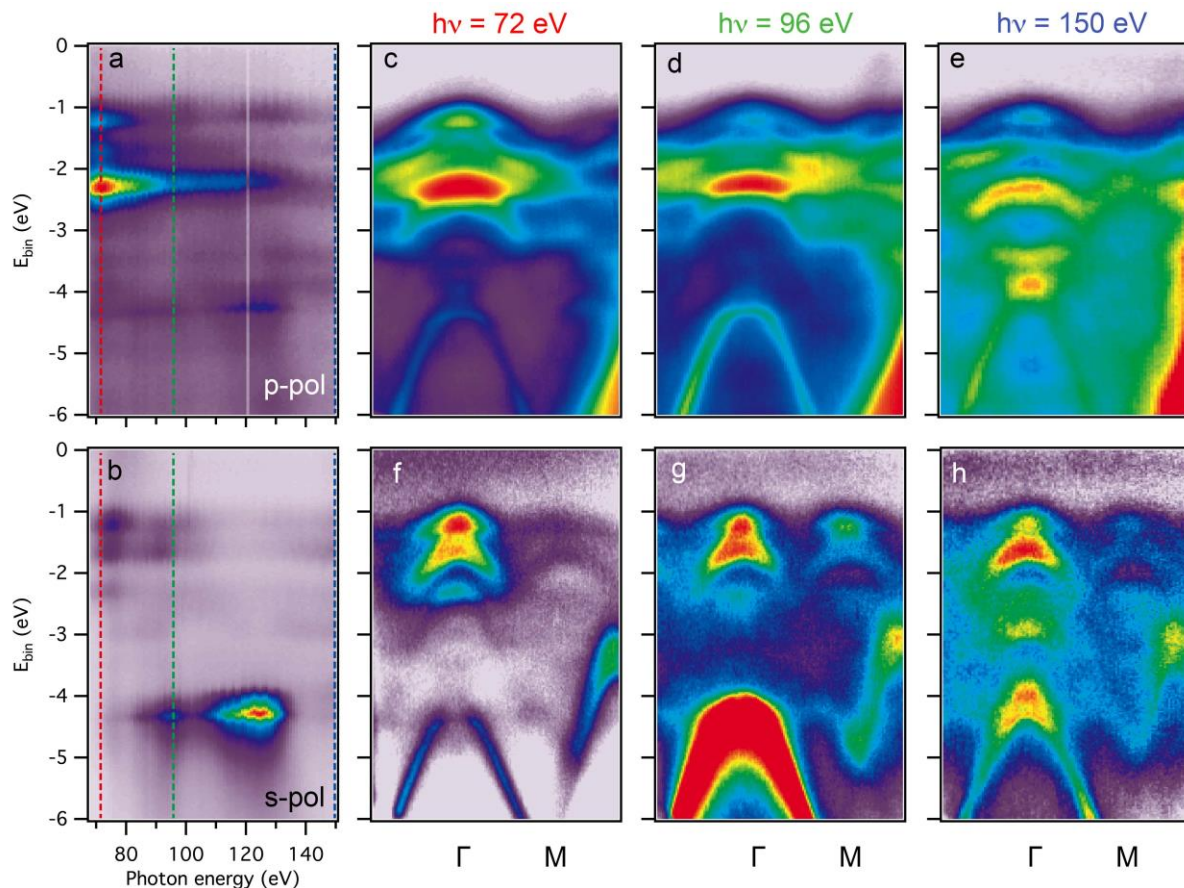 hν = 72 eV
hν = 96 eV
hν = 150 eV
a
c
d
e
0
-1
-2
-3
-4
-5
-6
E_bin (eV)
p-pol
b
f
g
h
0
-1
-2
-3
-4
-5
-6
E_bin (eV)
s-pol
80 100 120 140
Photon energy (eV)
Γ M
Γ M
Γ M